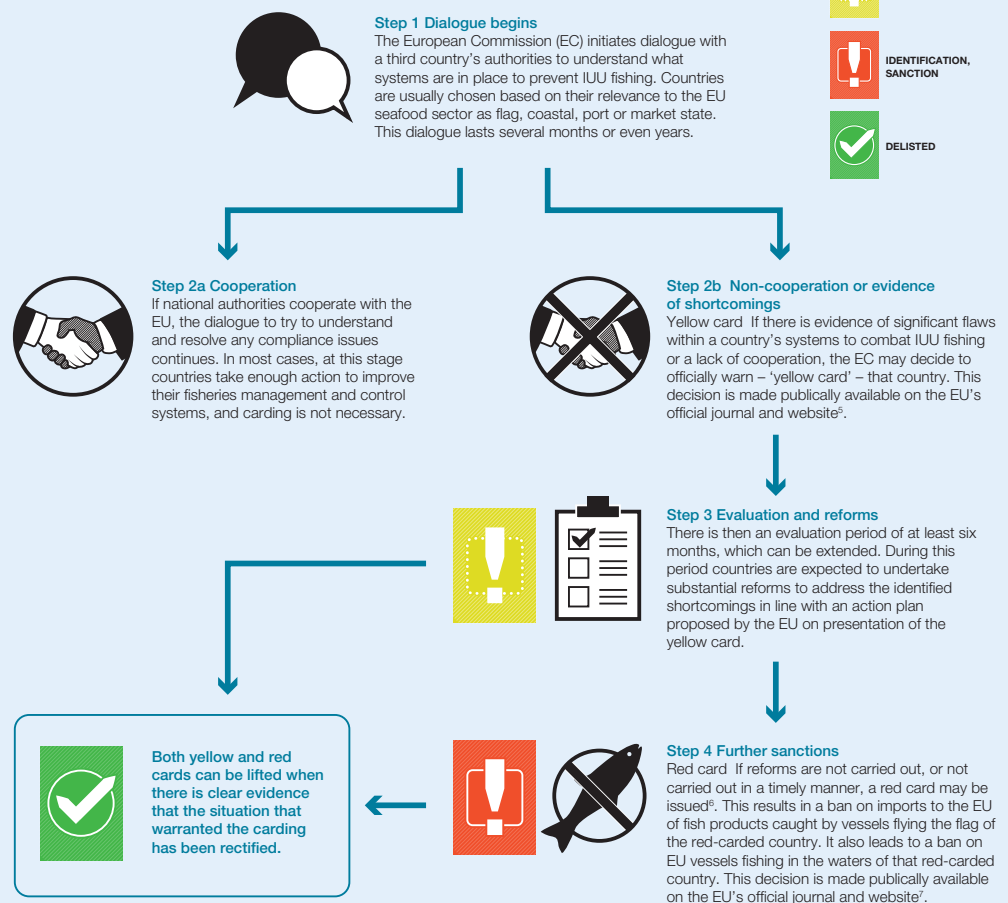 Step 1 Dialogue begins
The European Commission (EC) initiates dialogue with
a third country's authorities to understand what
systems are in place to prevent IUU fishing. Countries
are usually chosen based on their relevance to the EU
seafood sector as flag, coastal, port or market state.
This dialogue lasts several months or even years.
IDENTIFICATION,
SANCTION
DELISTED
Step 2a Cooperation
If national authorities cooperate with the
EU, the dialogue to try to understand
and resolve any compliance issues
continues. In most cases, at this stage
countries take enough action to improve
their fisheries management and control
systems, and carding is not necessary.
Step 2b Non-cooperation or evidence
of shortcomings
Yellow card If there is evidence of significant flaws
within a country's systems to combat IUU fishing
or a lack of cooperation, the EC may decide to
officially warn – 'yellow card' – that country. This
decision is made publically available on the EU's
official journal and website⁵.
Step 3 Evaluation and reforms
There is then an evaluation period of at least six
months, which can be extended. During this
period countries are expected to undertake
substantial reforms to address the identified
shortcomings in line with an action plan
proposed by the EU on presentation of the
yellow card.
Both yellow and red
cards can be lifted when
there is clear evidence
that the situation that
warranted the carding
has been rectified.
Step 4 Further sanctions
Red card If reforms are not carried out, or not
carried out in a timely manner, a red card may be
issued⁶. This results in a ban on imports to the EU
of fish products caught by vessels flying the flag of
the red-carded country. It also leads to a ban on
EU vessels fishing in the waters of that red-carded
country. This decision is made publically available
on the EU's official journal and website⁷.